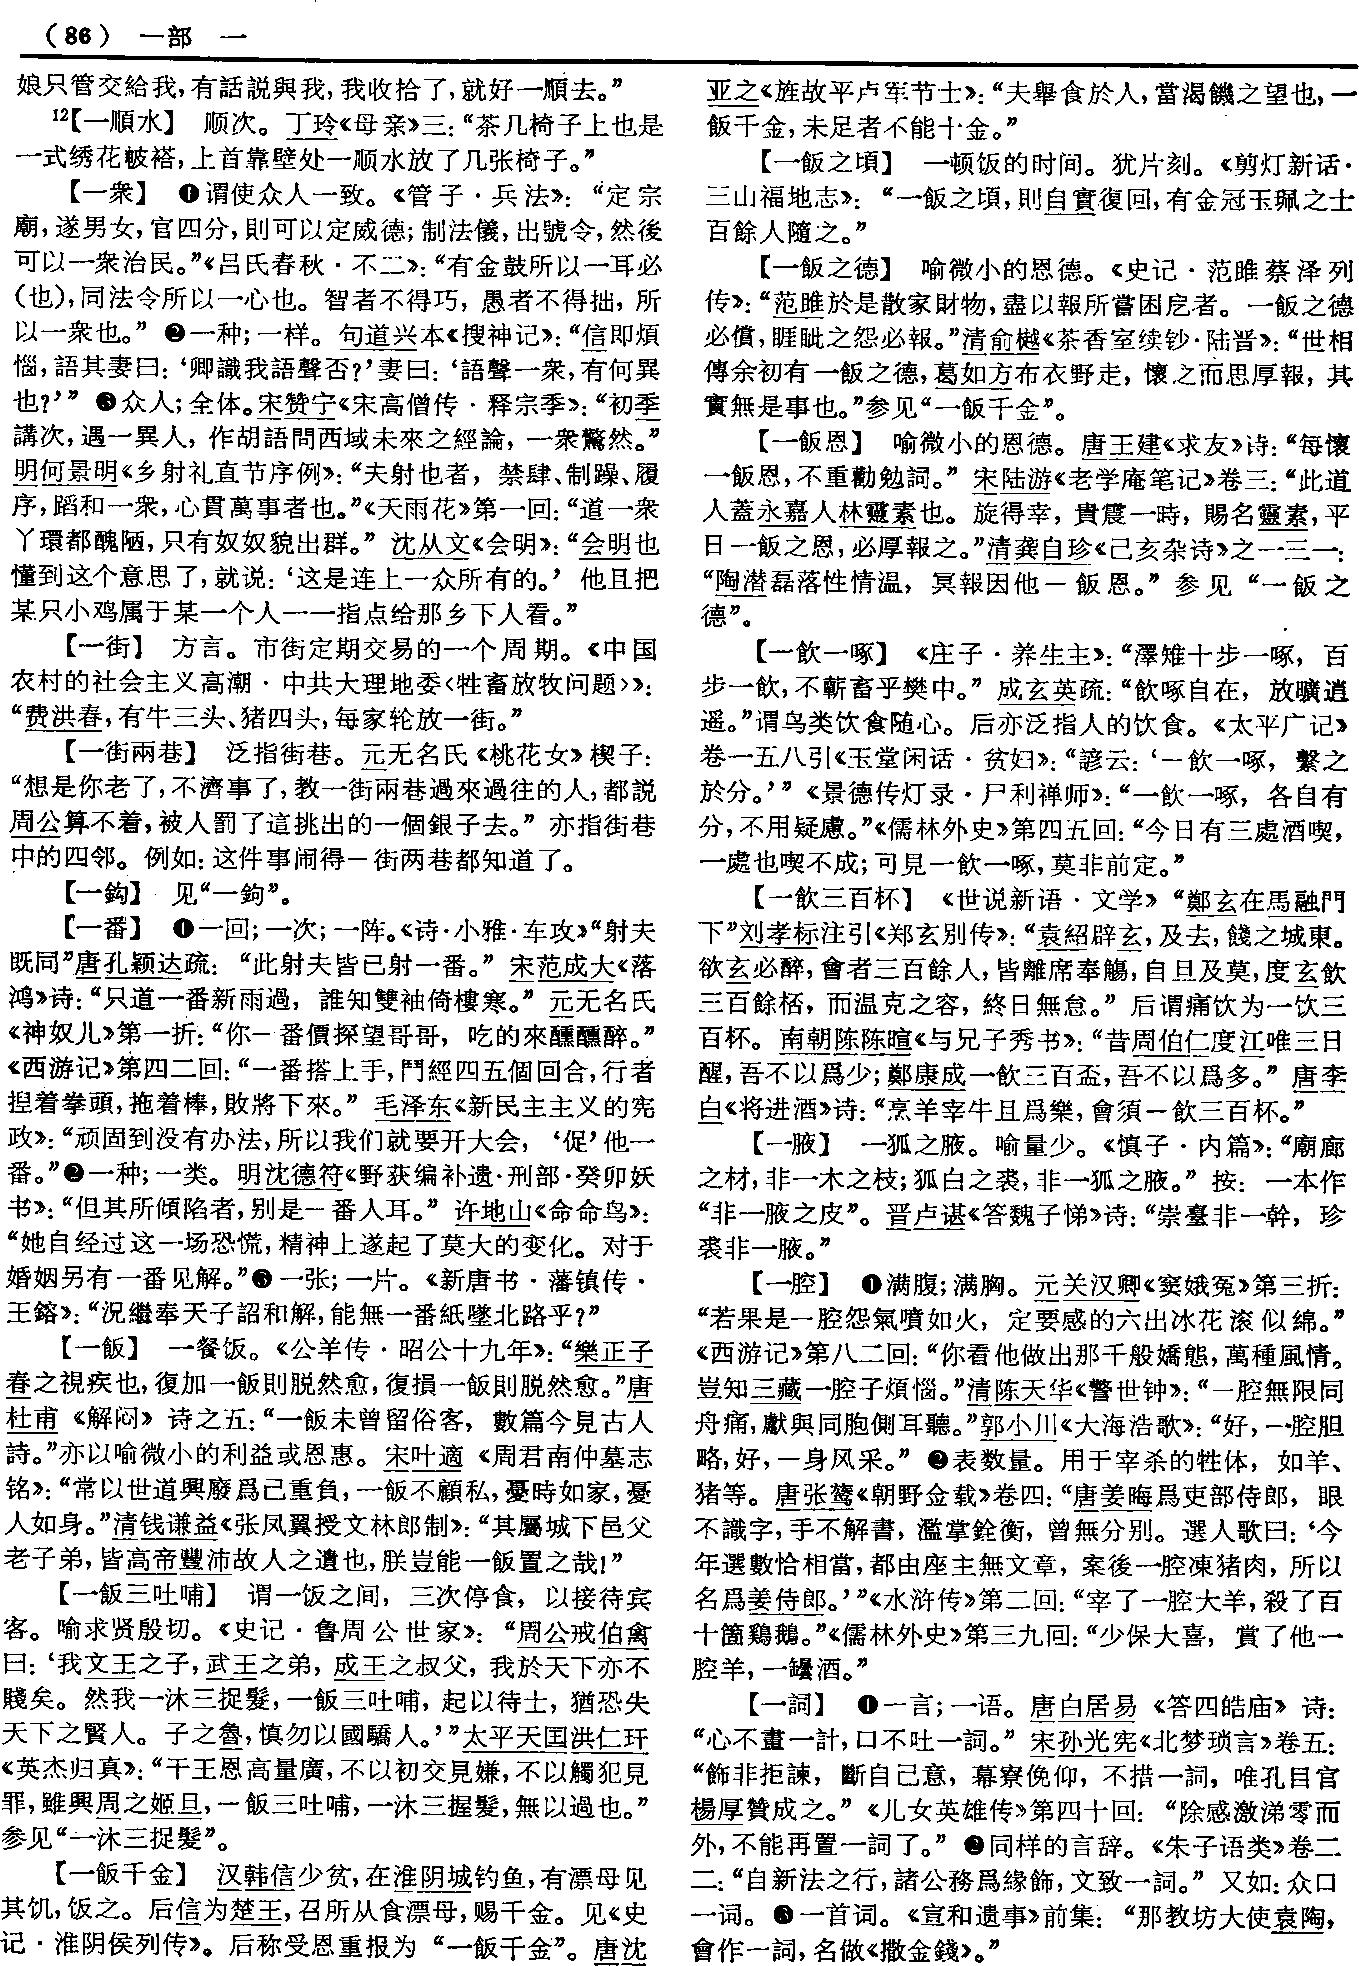 （86） 一部 一
娘只管交給我，有話説與我，我收拾了，就好一順去。”
12【一順水】 顺次。丁玲《母亲》三：“茶几椅子上也是
一式绣花帔褡，上首靠壁处一顺水放了几张椅子。”
【一衆】 ❶谓使众人一致。《管子·兵法》：“定宗
廟，遂男女，官四分，則可以定威德；制法儀，出號令，然後
可以一衆治民。”《吕氏春秋·不二》：“有金鼓所以一耳必
（也），同法令所以一心也。智者不得巧，愚者不得拙，所
以一衆也。” ❷一种；一样。句道兴本《搜神记》：“信即煩
惱，語其妻曰：‘卿識我語聲否？’妻曰：‘語聲一衆，有何異
也？’” ❸众人；全体。宋赞宁《宋高僧传·释宗季》：“初季
講次，遇一異人，作胡語問西域未來之經論，一衆驚然。”
明何景明《乡射礼直节序例》：“夫射也者，禁肆、制躁、履
序，蹈和一衆，心貫萬事者也。”《天雨花》第一回：“道一衆
丫環都醜陋，只有奴奴貌出群。” 沈从文《会明》：“会明也
懂到这个意思了，就说：‘这是连上一众所有的。’ 他且把
某只小鸡属于某一个人一一指点给那乡下人看。”
【一街】 方言。市街定期交易的一个周期。《中国
农村的社会主义高潮·中共大理地委〈牲畜放牧问题〉》：
“费洪春，有牛三头、猪四头，每家轮放一街。”
【一街兩巷】 泛指街巷。元无名氏《桃花女》楔子：
“想是你老了，不濟事了，教一街兩巷過來過往的人，都説
周公算不着，被人罰了這挑出的一個銀子去。” 亦指街巷
中的四邻。例如：这件事闹得一街两巷都知道了。
【一鈎】 见“一鉤”。
【一番】 ❶一回；一次；一阵。《诗·小雅·车攻》“射夫
既同”唐孔颖达疏：“此射夫皆已射一番。” 宋范成大《落
鸿》诗：“只道一番新雨過，誰知雙袖倚樓寒。” 元无名氏
《神奴儿》第一折：“你一番價探望哥哥，吃的來醺醺醉。”
《西游记》第四二回：“一番搭上手，鬥經四五個回合，行者
揑着拳頭，拖着棒，敗將下來。” 毛泽东《新民主主义的宪
政》：“顽固到没有办法，所以我们就要开大会，‘促’他一
番。”❷一种；一类。 明沈德符《野获编补遗·刑部·癸卯妖
书》：“但其所傾陷者，别是一番人耳。” 许地山《命命鸟》：
“她自经过这一场恐慌，精神上遂起了莫大的变化。对于
婚姻另有一番见解。”❸一张；一片。《新唐书·藩镇传·
王鎔》：“況繼奉天子詔和解，能無一番紙墜北路乎？”
【一飯】 一餐饭。《公羊传·昭公十九年》：“樂正子
春之視疾也，復加一飯則脱然愈，復損一飯則脱然愈。”唐
杜甫《解闷》诗之五：“一飯未曾留俗客，數篇今見古人
詩。”亦以喻微小的利益或恩惠。宋叶適《周君南仲墓志
铭》：“常以世道興廢爲己重負，一飯不顧私，憂時如家，憂
人如身。”清钱谦益《张凤翼授文林郎制》：“其屬城下邑父
老子弟，皆高帝豐沛故人之遺也，朕豈能一飯置之哉！”
【一飯三吐哺】 谓一饭之间，三次停食，以接待宾
客。喻求贤殷切。《史记·鲁周公世家》：“周公戒伯禽
曰：‘我文王之子，武王之弟，成王之叔父，我於天下亦不
賤矣。然我一沐三捉髮，一飯三吐哺，起以待士，猶恐失
天下之賢人。子之魯，慎勿以國驕人。’”太平天囯洪仁玕
《英杰归真》：“干王恩高量廣，不以初交見嫌，不以觸犯見
罪，雖興周之姬旦，一飯三吐哺，一沐三握髮，無以過也。”
参见“一沐三捉髮”。
【一飯千金】 汉韩信少贫，在淮阴城钓鱼，有漂母见
其饥，饭之。后信为楚王，召所从食漂母，赐千金。见《史
记·淮阴侯列传》。后称受恩重报为“一飯千金”。唐沈
亚之《旌故平卢军节士》：“夫舉食於人，當渴饑之望也，一
飯千金，未足者不能十金。”
【一飯之頃】 一顿饭的时间。犹片刻。《剪灯新话·
三山福地志》：“一飯之頃，則自實復回，有金冠玉珮之士
百餘人隨之。”
【一飯之德】 喻微小的恩德。《史记·范雎蔡泽列
传》：“范雎於是散家財物，盡以報所嘗困戹者。一飯之德
必償，睚眦之怨必報。”清俞樾《茶香室续钞·陆晋》：“世相
傳余初有一飯之德，葛如方布衣野走，懷之而思厚報，其
實無是事也。”参见“一飯千金”。
【一飯恩】 喻微小的恩德。唐王建《求友》诗：“每懷
一飯恩，不重勸勉詞。” 宋陆游《老学庵笔记》卷三：“此道
人蓋永嘉人林靈素也。旋得幸，貴震一時，賜名靈素，平
日一飯之恩，必厚報之。”清龚自珍《己亥杂诗》之一三一：
“陶潜磊落性情温，冥報因他一飯恩。” 参见“一飯之
德”。
【一飲一啄】 《庄子·养生主》：“澤雉十步一啄，百
步一飲，不蘄畜乎樊中。” 成玄英疏：“飲啄自在，放曠逍
遥。”谓鸟类饮食随心。后亦泛指人的饮食。《太平广记》
卷一五八引《玉堂闲话·贫妇》：“諺云：‘一飲一啄，繫之
於分。’” 《景德传灯录·尸利禅师》：“一飲一啄，各自有
分，不用疑慮。”《儒林外史》第四五回：“今日有三處酒喫，
一處也喫不成；可見一飲一啄，莫非前定。”
【一飲三百杯】 《世说新语·文学》“鄭玄在馬融門
下”刘孝标注引《郑玄别传》：“袁紹辟玄，及去，餞之城東。
欲玄必醉，會者三百餘人，皆離席奉觴，自旦及莫，度玄飲
三百餘桮，而温克之容，終日無怠。” 后谓痛饮为一饮三
百杯。南朝陈陈暄《与兄子秀书》：“昔周伯仁度江唯三日
醒，吾不以爲少；鄭康成一飲三百盃，吾不以爲多。” 唐李
白《将进酒》诗：“烹羊宰牛且爲樂，會須一飲三百杯。”
【一腋】 一狐之腋。喻量少。《慎子·内篇》：“廟廊
之材，非一木之枝；狐白之裘，非一狐之腋。” 按：一本作
“非一腋之皮”。晋卢谌《答魏子悌》诗：“崇臺非一幹，珍
裘非一腋。”
【一腔】 ❶满腹；满胸。元关汉卿《窦娥冤》第三折：
“若果是一腔怨氣噴如火，定要感的六出冰花滚似綿。”
《西游记》第八二回：“你看他做出那千般嬌態，萬種風情。
豈知三藏一腔子煩惱。”清陈天华《警世钟》：“一腔無限同
舟痛，獻與同胞側耳聽。”郭小川《大海浩歌》：“好，一腔胆
略，好，一身风采。” ❷表数量。用于宰杀的牲体，如羊、
猪等。唐张鷟《朝野佥载》卷四：“唐姜晦爲吏部侍郎，眼
不識字，手不解書，濫掌銓衡，曾無分别。選人歌曰：‘今
年選數恰相當，都由座主無文章，案後一腔凍猪肉，所以
名爲姜侍郎。’”《水浒传》第二回：“宰了一腔大羊，殺了百
十箇鷄鵝。”《儒林外史》第三九回：“少保大喜，賞了他一
腔羊，一罎酒。”
【一詞】 ❶一言；一语。唐白居易《答四皓庙》诗：
“心不畫一計，口不吐一詞。” 宋孙光宪《北梦琐言》卷五：
“飾非拒諫，斷自己意，幕寮俛仰，不措一詞，唯孔目官
楊厚贊成之。” 《儿女英雄传》第四十回：“除感激涕零而
外，不能再置一詞了。” ❷同样的言辞。《朱子语类》卷二
二：“自新法之行，諸公務爲緣飾，文致一詞。” 又如：众口
一词。❸一首词。《宣和遗事》前集：“那教坊大使袁陶，
會作一詞，名做《撒金錢》。”